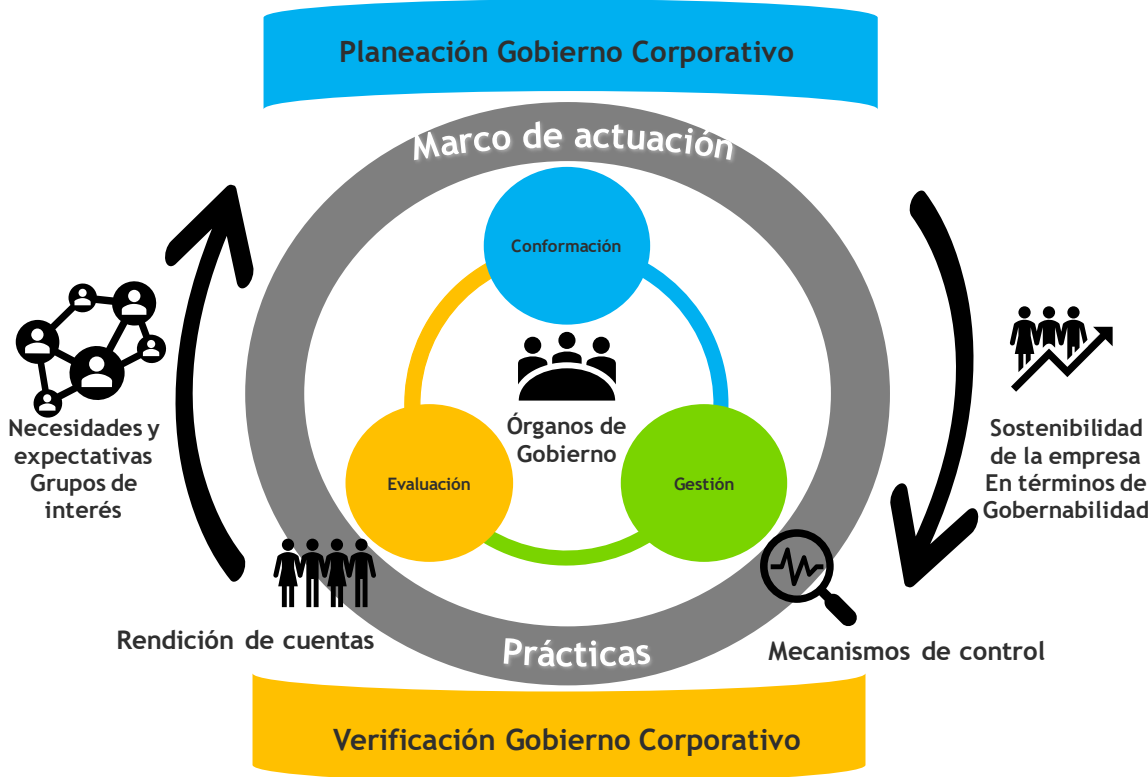 Planeación Gobierno Corporativo
Marco de actuación
Conformación
Órganos de
Gobierno
Evaluación
Gestión
Necesidades y
expectativas
Grupos de
interés
Sostenibilidad
de la empresa
En términos de
Gobernabilidad
Rendición de cuentas
Prácticas
Mecanismos de control
Verificación Gobierno Corporativo